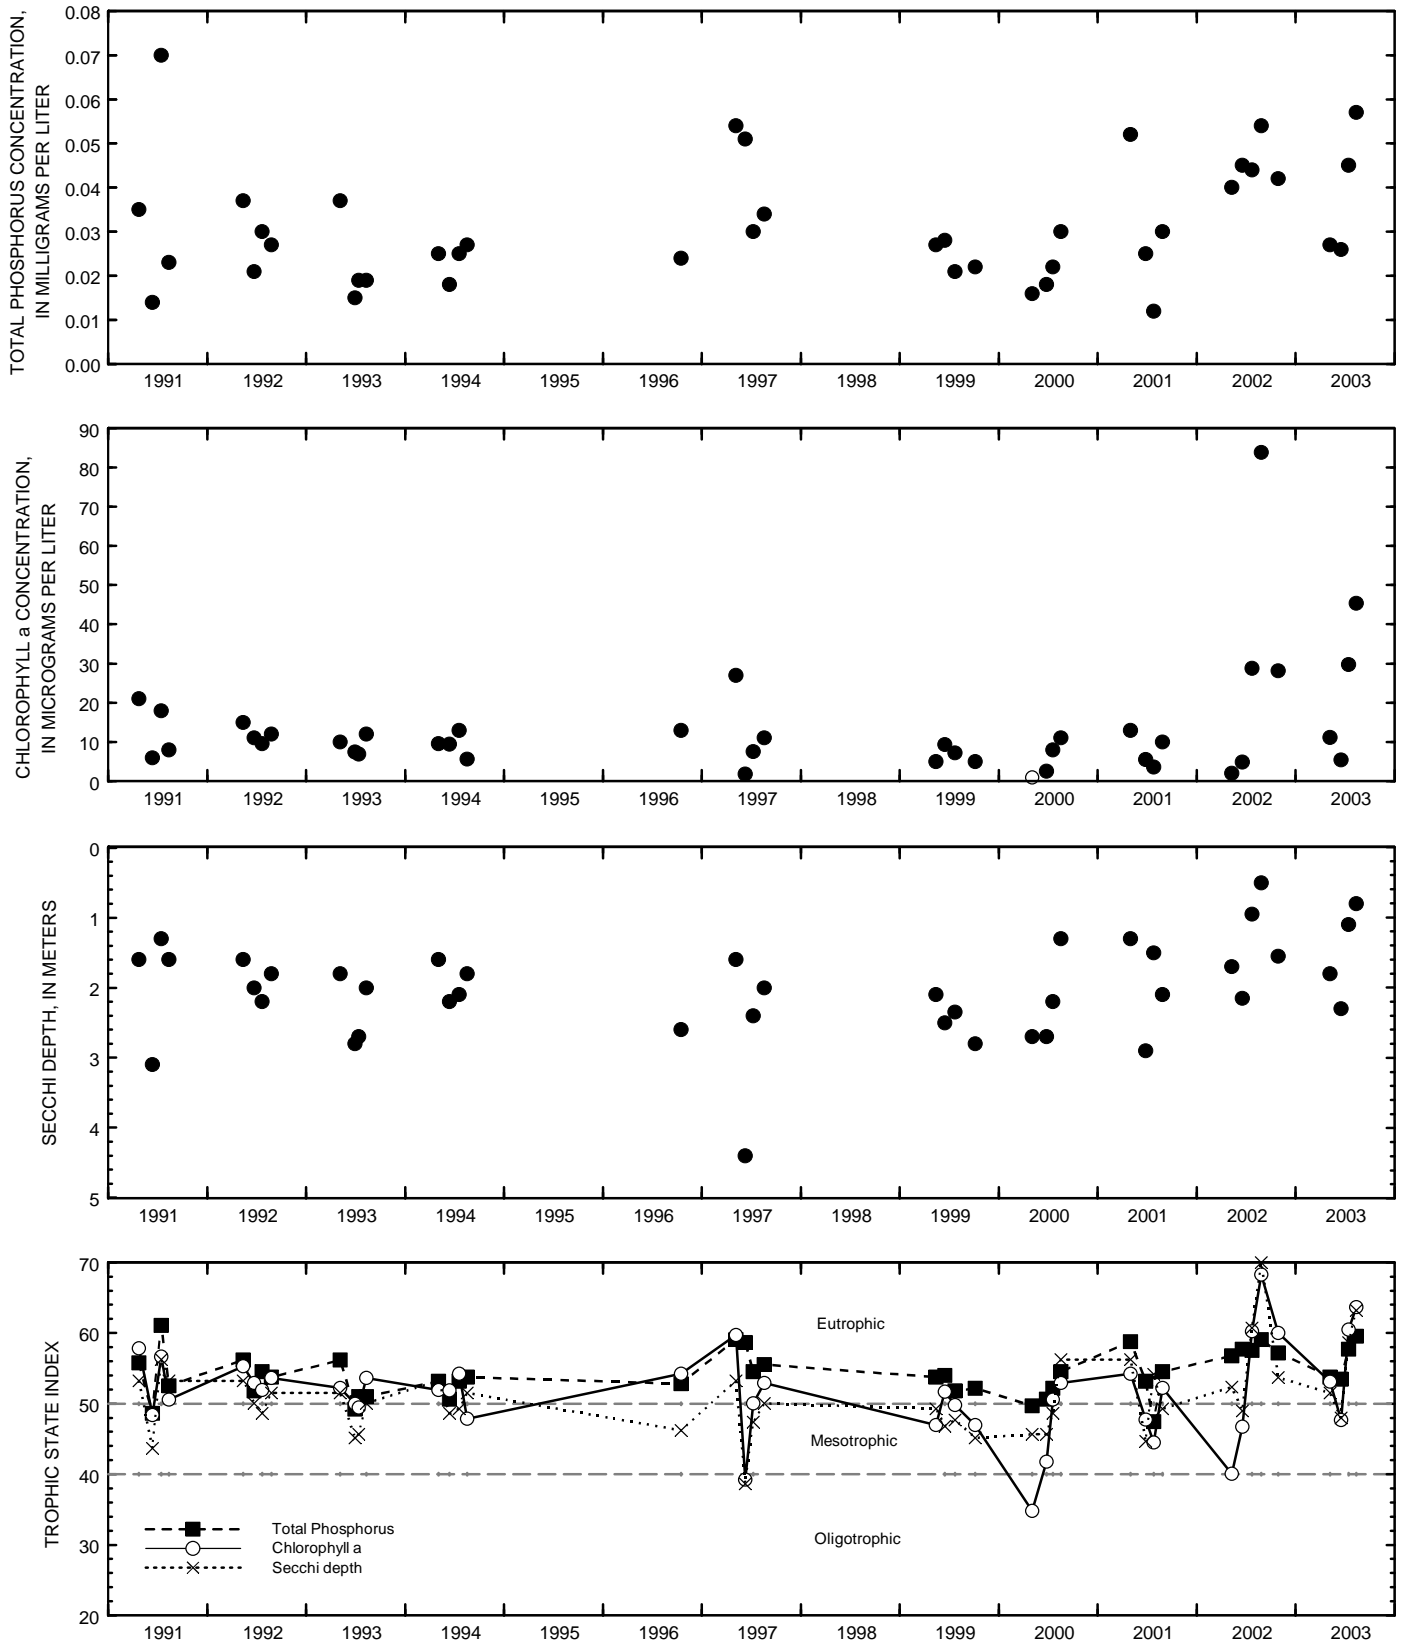 TOTAL PHOSPHORUS CONCENTRATION,
IN MILLIGRAMS PER LITER
0.08
0.07
0.06
0.05
0.04
0.03
0.02
0.01
0.00
1991 1992 1993 1994 1995 1996 1997 1998 1999 2000 2001 2002 2003
CHLOROPHYLL a CONCENTRATION,
IN MICROGRAMS PER LITER
90
80
70
60
50
40
30
20
10
0
1991 1992 1993 1994 1995 1996 1997 1998 1999 2000 2001 2002 2003
SECCHI DEPTH, IN METERS
0
1
2
3
4
5
1991 1992 1993 1994 1995 1996 1997 1998 1999 2000 2001 2002 2003
TROPHIC STATE INDEX
70
60
50
40
30
20
Eutrophic
Mesotrophic
Oligotrophic
Total Phosphorus
Chlorophyll a
Secchi depth
1991 1992 1993 1994 1995 1996 1997 1998 1999 2000 2001 2002 2003